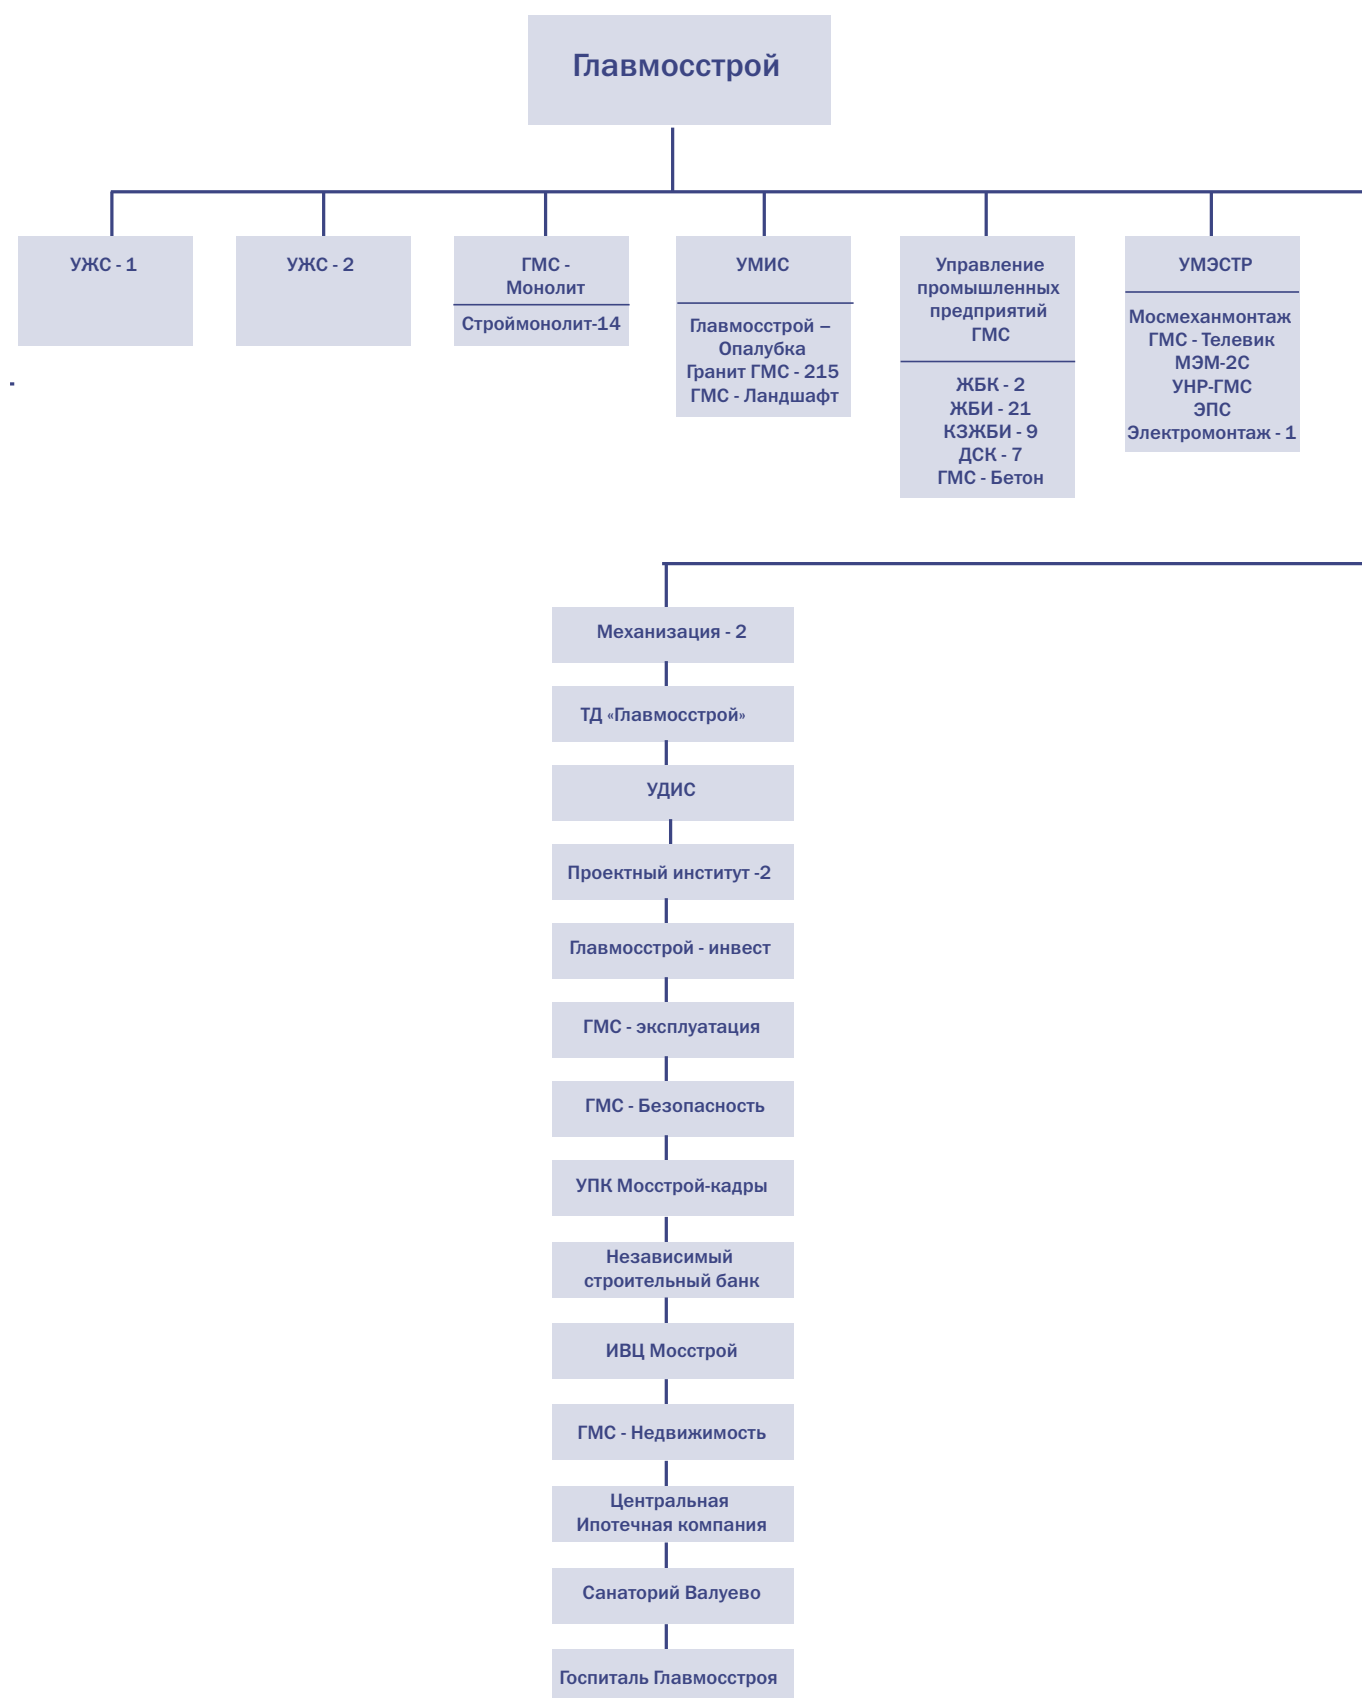 Главмосстрой
УЖС - 1
УЖС - 2
ГМС -
Монолит
Строймонолит-14
УМИС
Главмосстрой –
Опалубка
Гранит ГМС - 215
ГМС - Ландшафт
Управление
промышленных
предприятий
ГМС
ЖБК - 2
ЖБИ - 21
КЗЖБИ - 9
ДСК - 7
ГМС - Бетон
УМЭСТР
Мосмеханмонтаж
ГМС - Телевик
МЭМ-2С
УНР-ГМС
ЭПС
Электромонтаж - 1
Механизация - 2
ТД «Главмосстрой»
УДИС
Проектный институт -2
Главмосстрой - инвест
ГМС - эксплуатация
ГМС - Безопасность
УПК Мосстрой-кадры
Независимый
строительный банк
ИВЦ Мосстрой
ГМС - Недвижимость
Центральная
Ипотечная компания
Санаторий Валуево
Госпиталь Главмосстроя